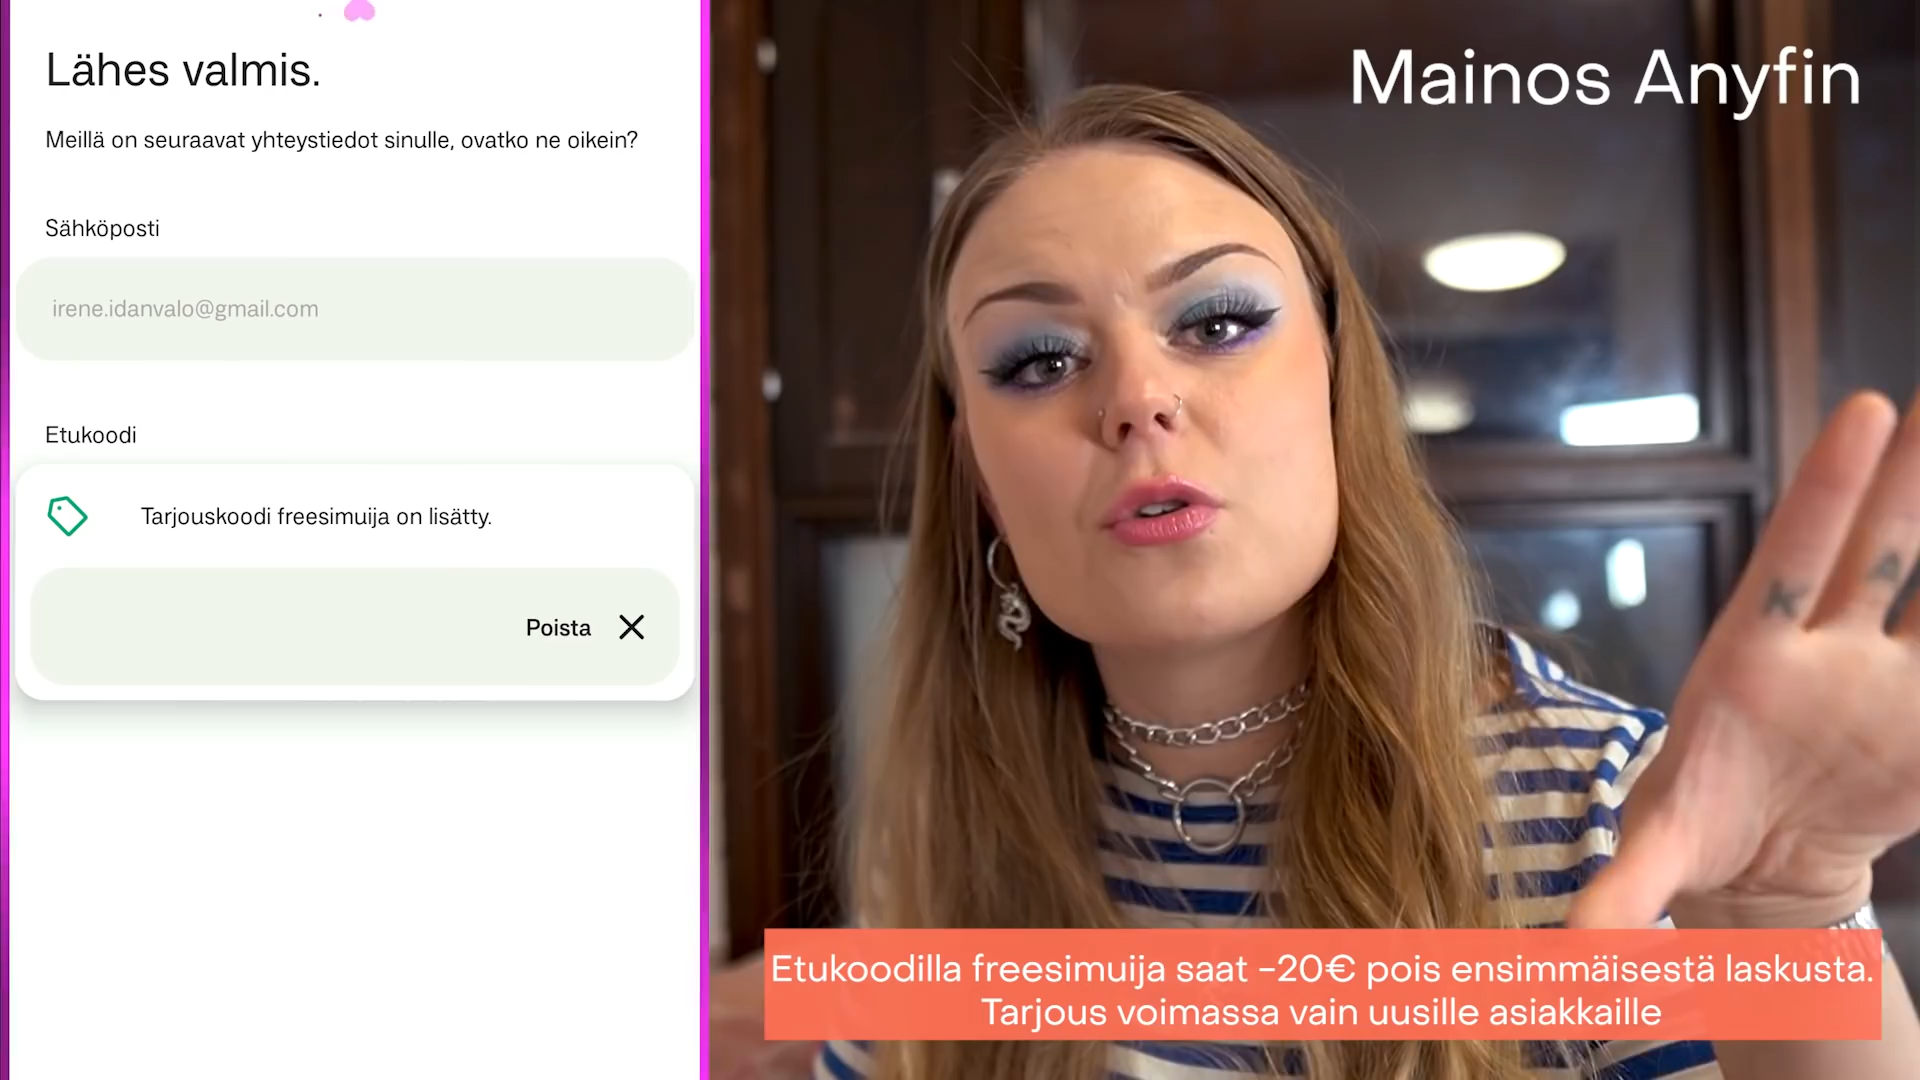 Lähes valmis.
Meillä on seuraavat yhteystiedot sinulle, ovatko ne oikein?
Sähköposti
irene.idanvalo@gmail.com
Etukoodi
Tarjouskoodi freesimuija on lisätty.
Poista
Mainos Anyfin
K A
Etukoodilla freesimuija saat -20€ pois ensimmäisestä laskusta.
Tarjous voimassa vain uusille asiakkaille